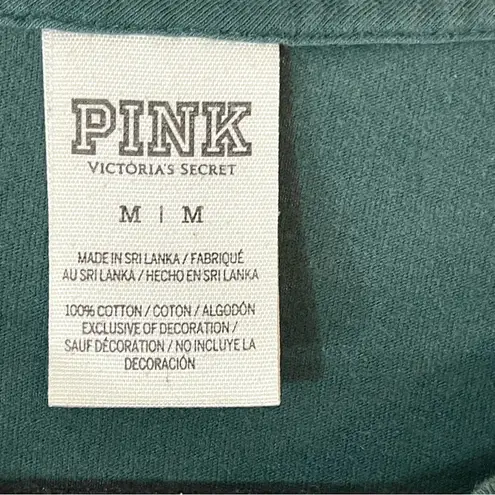 PINK
VICTORIA'S SECRET
M | M
MADE IN SRI LANKA / FABRIQUÉ
AU SRI LANKA / HECHO EN SRI LANKA
100% COTTON / COTON / ALGODÓN
EXCLUSIVE OF DECORATION /
SAUF DÉCORATION / NO INCLUYE LA
DECORACIÓN